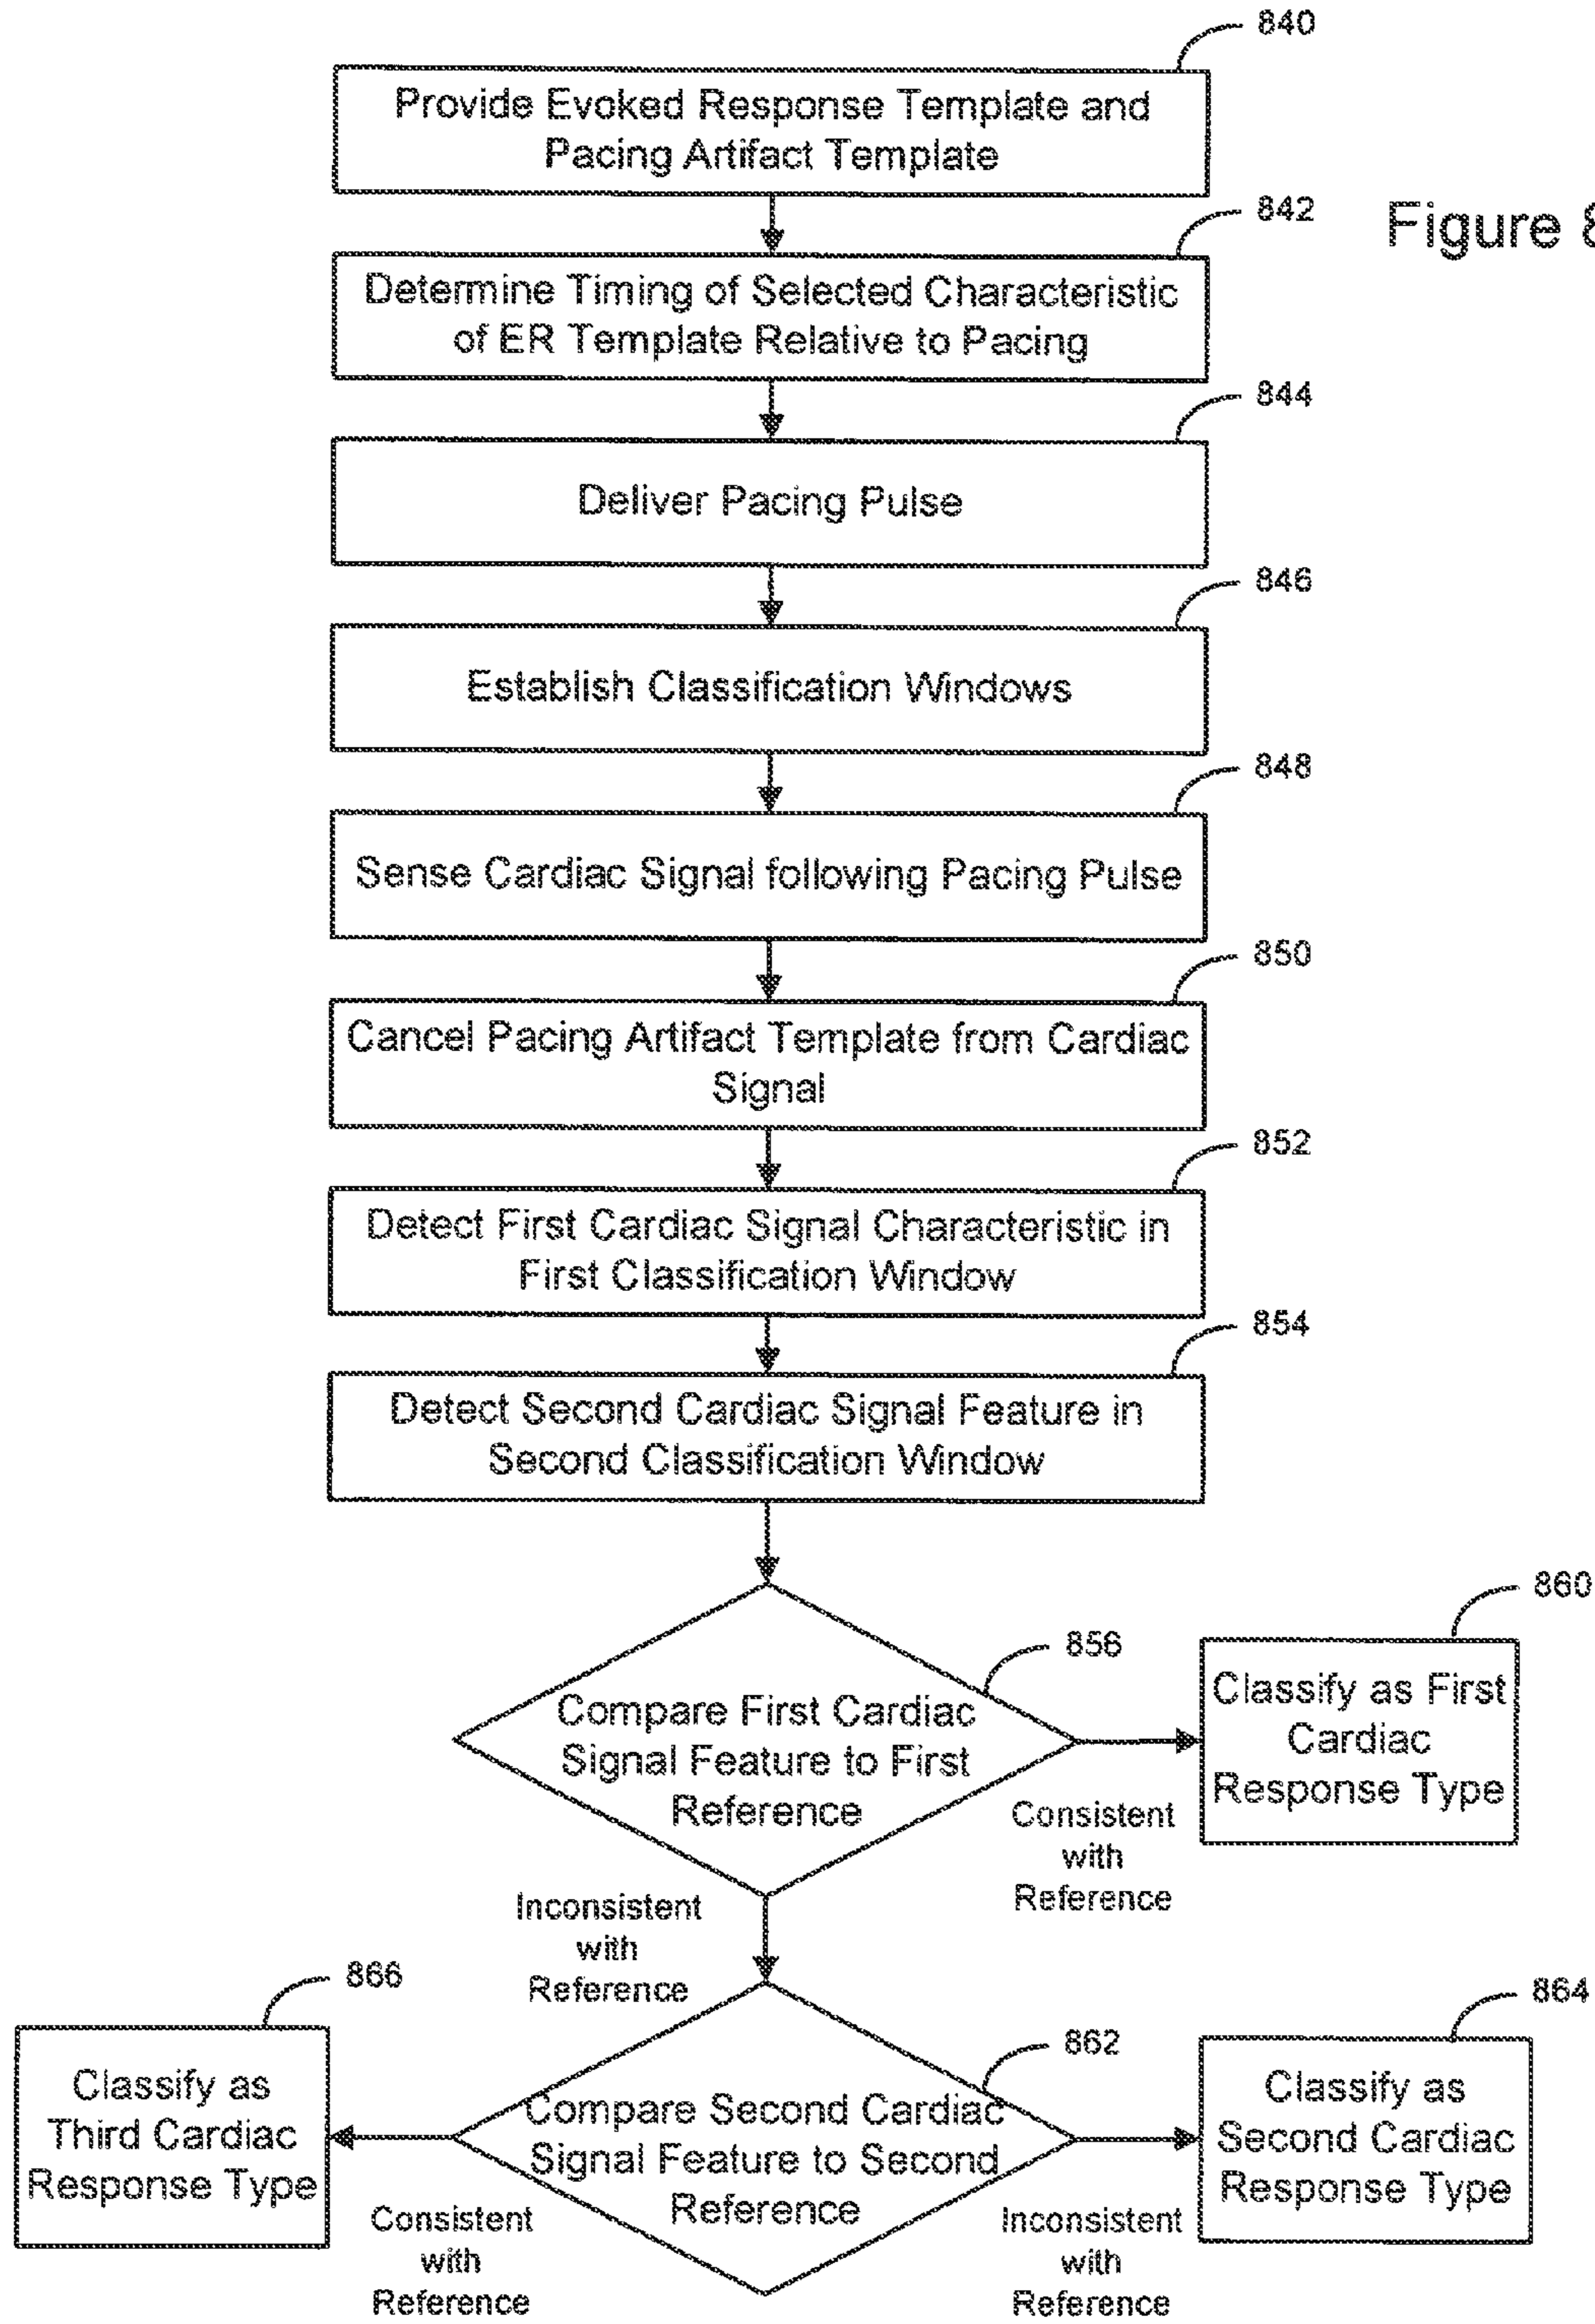 840
Provide Evoked Response Template and
Pacing Artifact Template
842
Figure 8
Determine Timing of Selected Characteristic
of ER Template Relative to Pacing
844
Deliver Pacing Pulse
846
Establish Classification Windows
848
Sense Cardiac Signal following Pacing Pulse
850
Cancel Pacing Artifact Template from Cardiac
Signal
852
Detect First Cardiac Signal Characteristic in
First Classification Window
854
Detect Second Cardiac Signal Feature in
Second Classification Window
856
Compare First Cardiac
Signal Feature to First
Reference
860
Classify as First
Cardiac
Response Type
Consistent
with
Reference
Inconsistent
with
Reference
866
Classify as
Third Cardiac
Response Type
862
Compare Second Cardiac
Signal Feature to Second
Reference
864
Classify as
Second Cardiac
Response Type
Consistent
with
Reference
Inconsistent
with
Reference